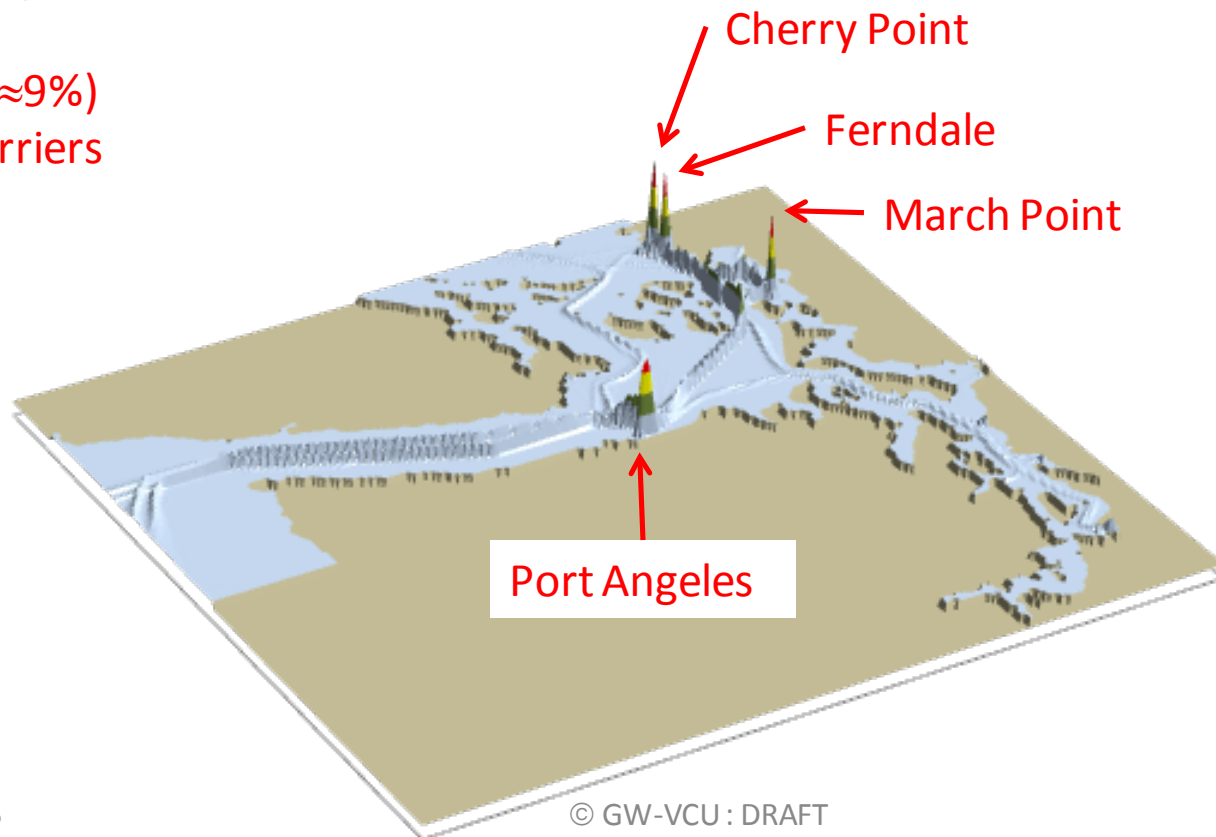 Cherry Point
≈9%)
Ferndale
rriers
March Point
Port Angeles
© GW-VCU : DRAFT